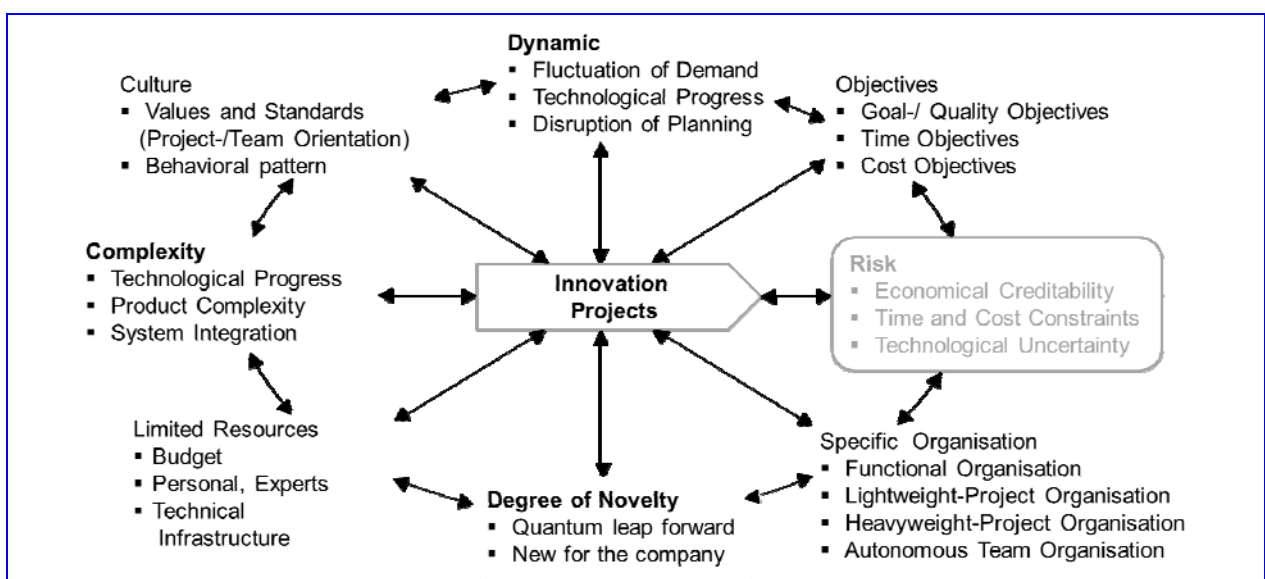 Dynamic
▪ Fluctuation of Demand
▪ Technological Progress
▪ Disruption of Planning
Culture
▪ Values and Standards
(Project-/Team Orientation)
▪ Behavioral pattern
Objectives
▪ Goal-/ Quality Objectives
▪ Time Objectives
▪ Cost Objectives
Complexity
▪ Technological Progress
▪ Product Complexity
▪ System Integration
Innovation
Projects
Risk
▪ Economical Creditability
▪ Time and Cost Constraints
▪ Technological Uncertainty
Limited Resources
▪ Budget
▪ Personal, Experts
▪ Technical
Infrastructure
Degree of Novelty
▪ Quantum leap forward
▪ New for the company
Specific Organisation
▪ Functional Organisation
▪ Lightweight-Project Organisation
▪ Heavyweight-Project Organisation
▪ Autonomous Team Organisation